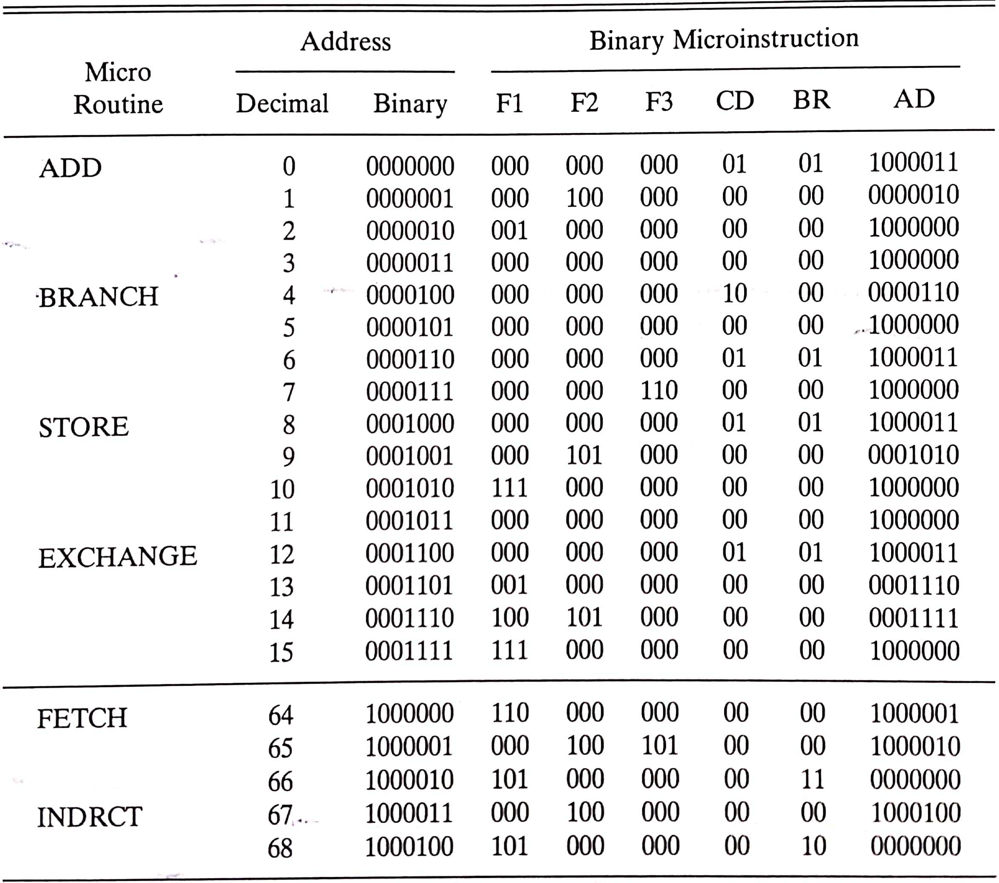 Address Binary Microinstruction
Micro
Routine Decimal Binary F1 F2 F3 CD BR AD
ADD 0 0000000 000 000 000 01 01 1000011
1 0000001 000 100 000 00 00 0000010
2 0000010 001 000 000 00 00 1000000
3 0000011 000 000 000 00 00 1000000
BRANCH 4 0000100 000 000 000 10 00 0000110
5 0000101 000 000 000 00 00 1000000
6 0000110 000 000 000 01 01 1000011
7 0000111 000 000 110 00 00 1000000
STORE 8 0001000 000 000 000 01 01 1000011
9 0001001 000 101 000 00 00 0001010
10 0001010 111 000 000 00 00 1000000
11 0001011 000 000 000 00 00 1000000
EXCHANGE 12 0001100 000 000 000 01 01 1000011
13 0001101 001 000 000 00 00 0001110
14 0001110 100 101 000 00 00 0001111
15 0001111 111 000 000 00 00 1000000
FETCH 64 1000000 110 000 000 00 00 1000001
65 1000001 000 100 101 00 00 1000010
66 1000010 101 000 000 00 11 0000000
INDRCT 67 1000011 000 100 000 00 00 1000100
68 1000100 101 000 000 00 10 0000000